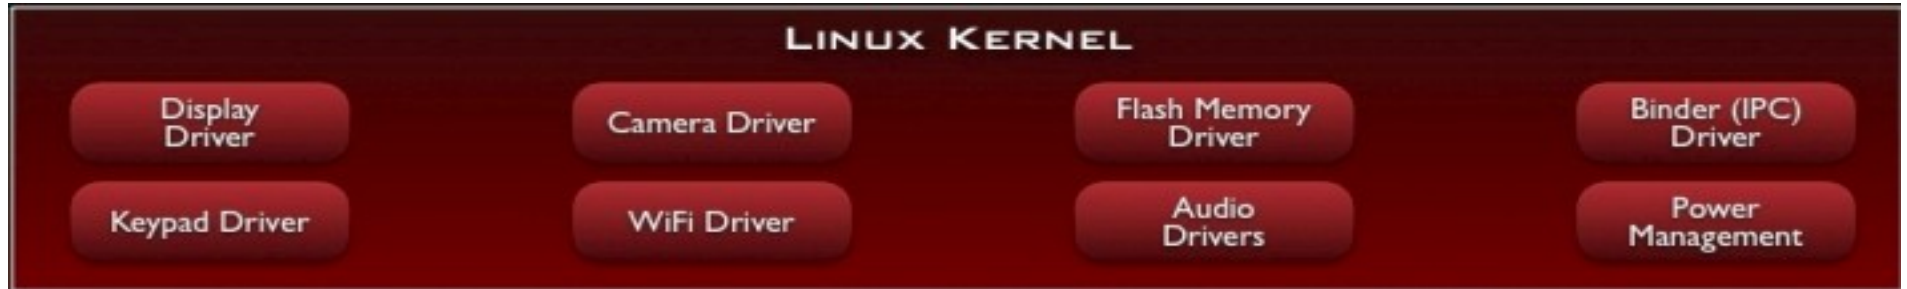 LINUX KERNEL
Display
Driver
Camera Driver
Flash Memory
Driver
Binder (IPC)
Driver
Keypad Driver
WiFi Driver
Audio
Drivers
Power
Management